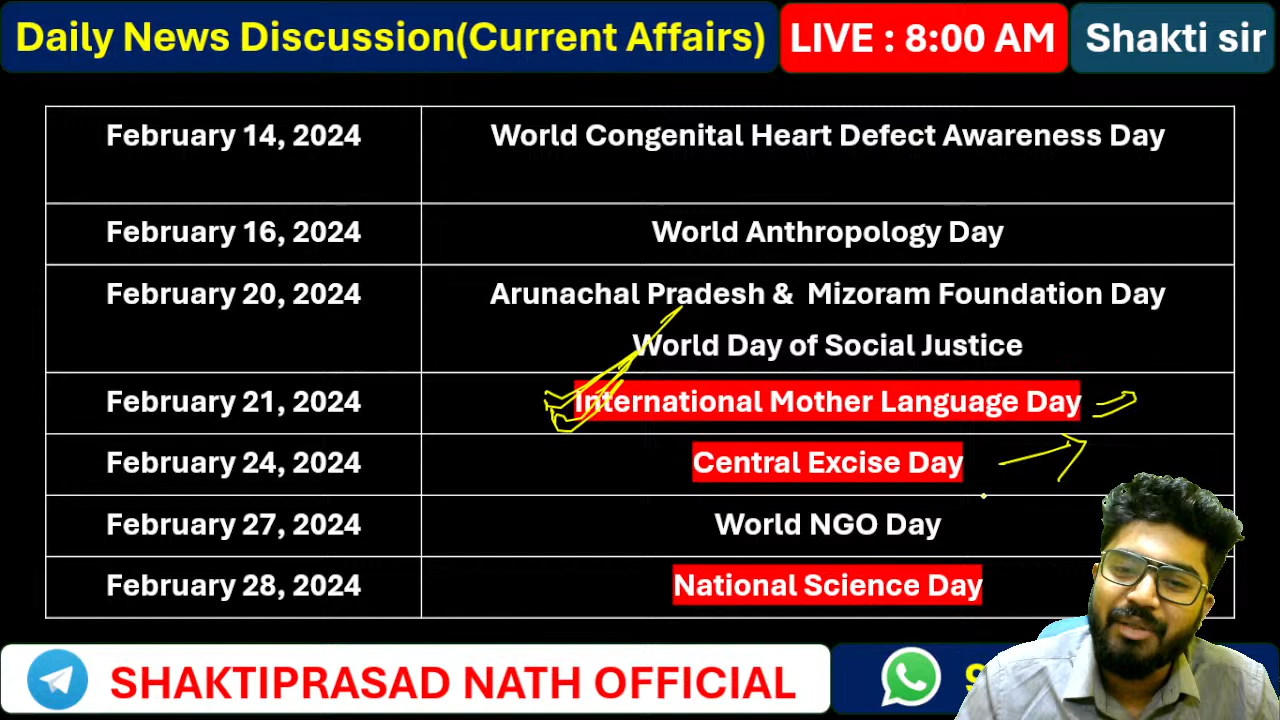 Daily News Discussion(Current Affairs)
LIVE : 8:00 AM
Shakti sir
February 14, 2024
World Congenital Heart Defect Awareness Day
February 16, 2024
World Anthropology Day
February 20, 2024
Arunachal Pradesh & Mizoram Foundation Day
World Day of Social Justice
February 21, 2024
International Mother Language Day
February 24, 2024
Central Excise Day
February 27, 2024
World NGO Day
February 28, 2024
National Science Day
SHAKTIPRASAD NATH OFFICIAL